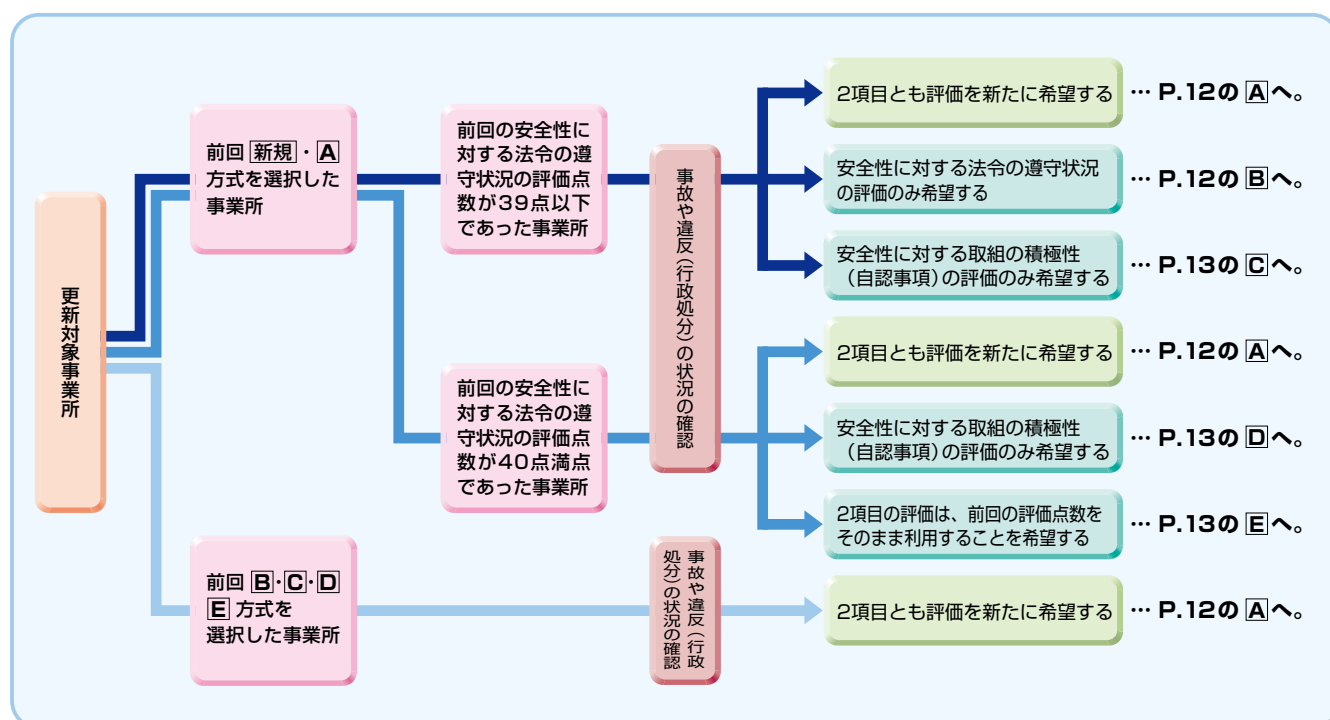 更新対象事業所
前回 新規・A
方式を選択した
事業所
前回の安全性に
対する法令の遵
守状況の評価点
数が39点以下
であった事業所
前回の安全性に
対する法令の遵
守状況の評価点
数が40点満点
であった事業所
事故や違反（行政処分）の状況の確認
2項目とも評価を新たに希望する
… P.12の Aへ。
安全性に対する法令の遵守状況
の評価のみ希望する
… P.12の Bへ。
安全性に対する取組の積極性
（自認事項）の評価のみ希望する
… P.13の Cへ。
2項目とも評価を新たに希望する
… P.12の Aへ。
安全性に対する取組の積極性
（自認事項）の評価のみ希望する
… P.13の Dへ。
2項目の評価は、前回の評価点数を
そのまま利用することを希望する
… P.13の Eへ。
前回 B・C・D
E 方式を
選択した事業所
事故や違反（行政
処分）の状況の確認
2項目とも評価を新たに希望する
… P.12の Aへ。